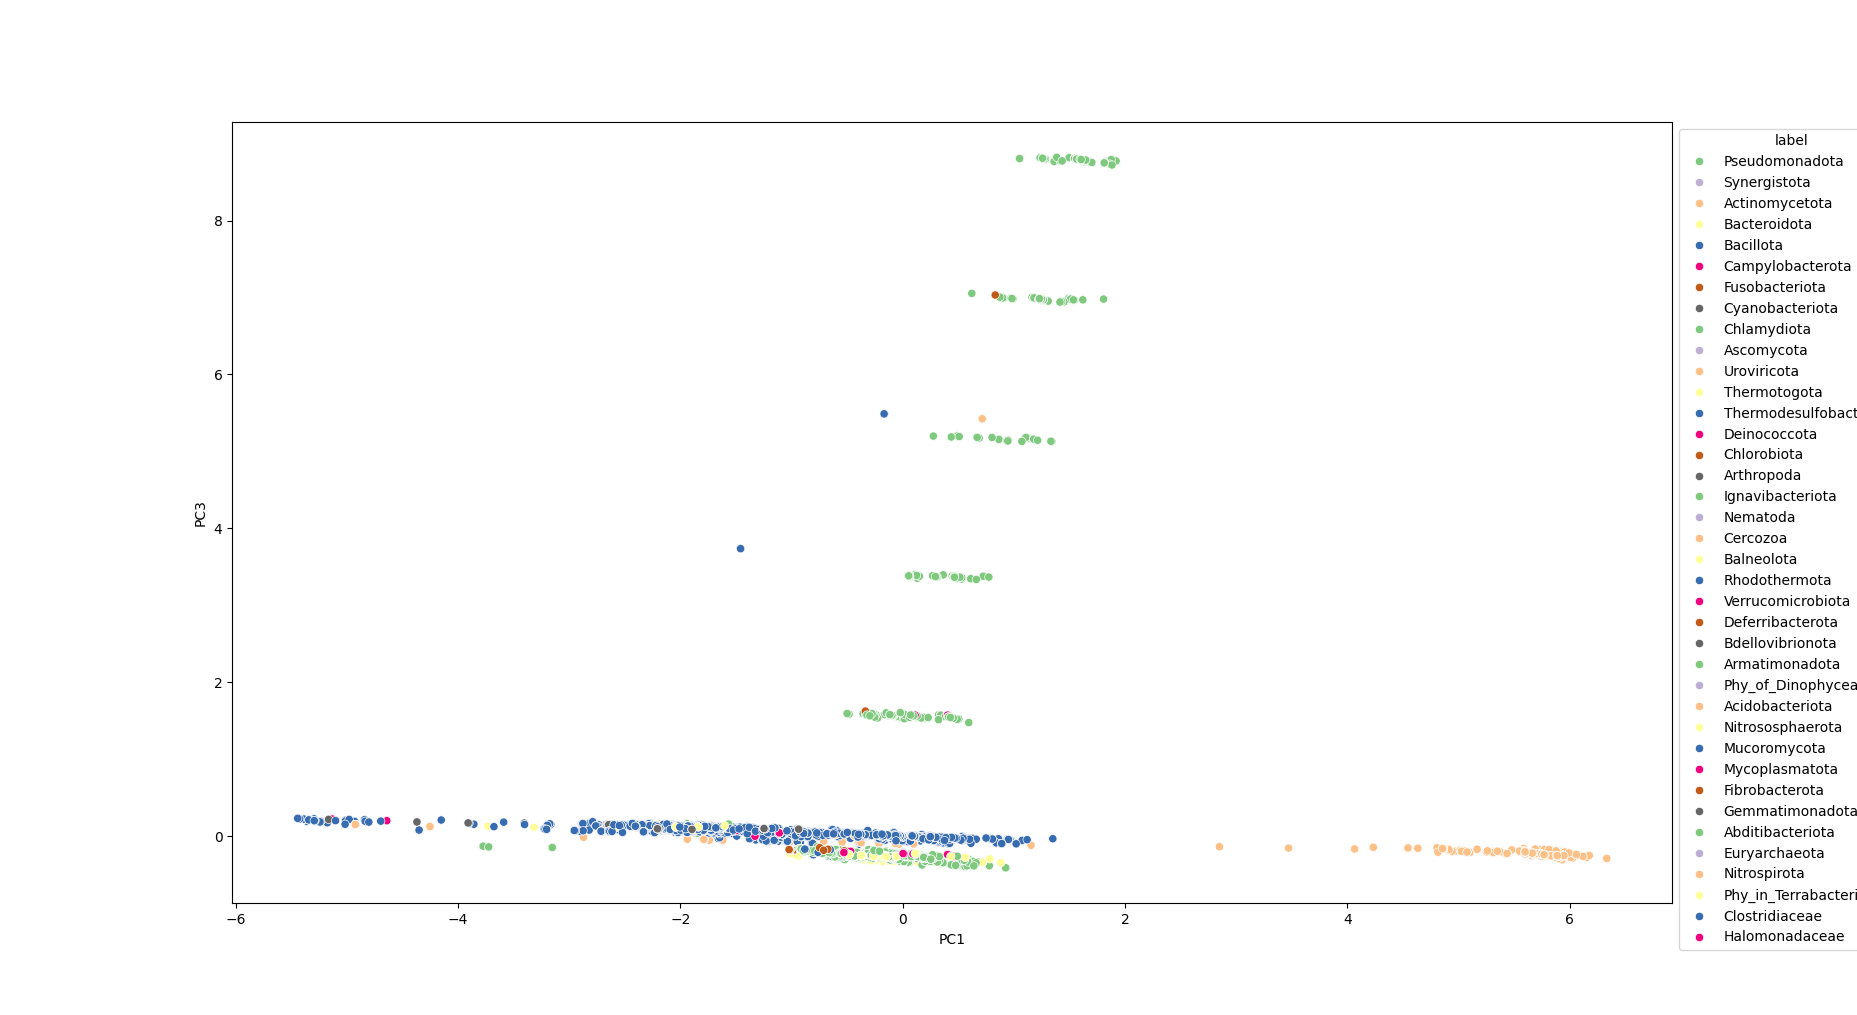 8
6
4
2
0
PC3
−6
−4
−2
0
2
4
6
PC1
label
Pseudomonadota
Synergistota
Actinomycetota
Bacteroidota
Bacillota
Campylobacterota
Fusobacteriota
Cyanobacteriota
Chlamydiota
Ascomycota
Uroviricota
Thermotogota
Thermodesulfobact
Deinococcota
Chlorobiota
Arthropoda
Ignavibacteriota
Nematoda
Cercozoa
Balneolota
Rhodothermota
Verrucomicrobiota
Deferribacterota
Bdellovibrionota
Armatimonadota
Phy_of_Dinophycea
Acidobacteriota
Nitrososphaerota
Mucoromycota
Mycoplasmatota
Fibrobacterota
Gemmatimonadota
Abditibacteriota
Euryarchaeota
Nitrospirota
Phy_in_Terrabacteri
Clostridiaceae
Halomonadaceae